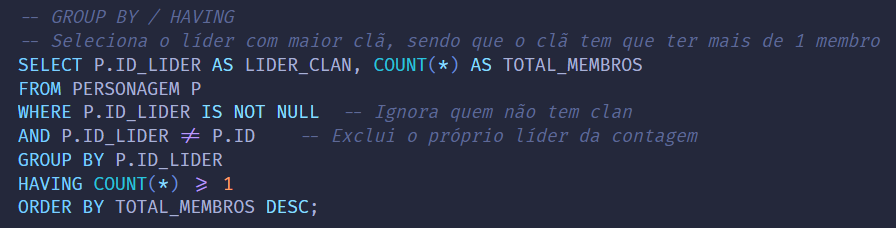 -- GROUP BY / HAVING
-- Seleciona o líder com maior clã, sendo que o clã tem que ter mais de 1 membro
SELECT P.ID_LIDER AS LIDER_CLAN, COUNT(*) AS TOTAL_MEMBROS
FROM PERSONAGEM P
WHERE P.ID_LIDER IS NOT NULL  -- Ignora quem não tem clan
AND P.ID_LIDER ≠ P.ID    -- Exclui o próprio líder da contagem
GROUP BY P.ID_LIDER
HAVING COUNT(*) ⩾ 1
ORDER BY TOTAL_MEMBROS DESC;